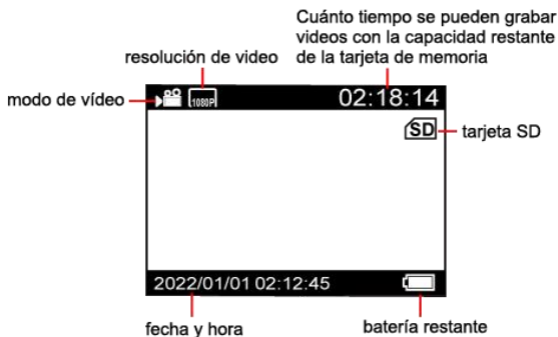 Cuánto tiempo se pueden grabar
videos con la capacidad restante
de la tarjeta de memoria
resolución de video
modo de vídeo
1080P
02:18:14
SD
tarjeta SD
2022/01/01 02:12:45
fecha y hora
batería restante